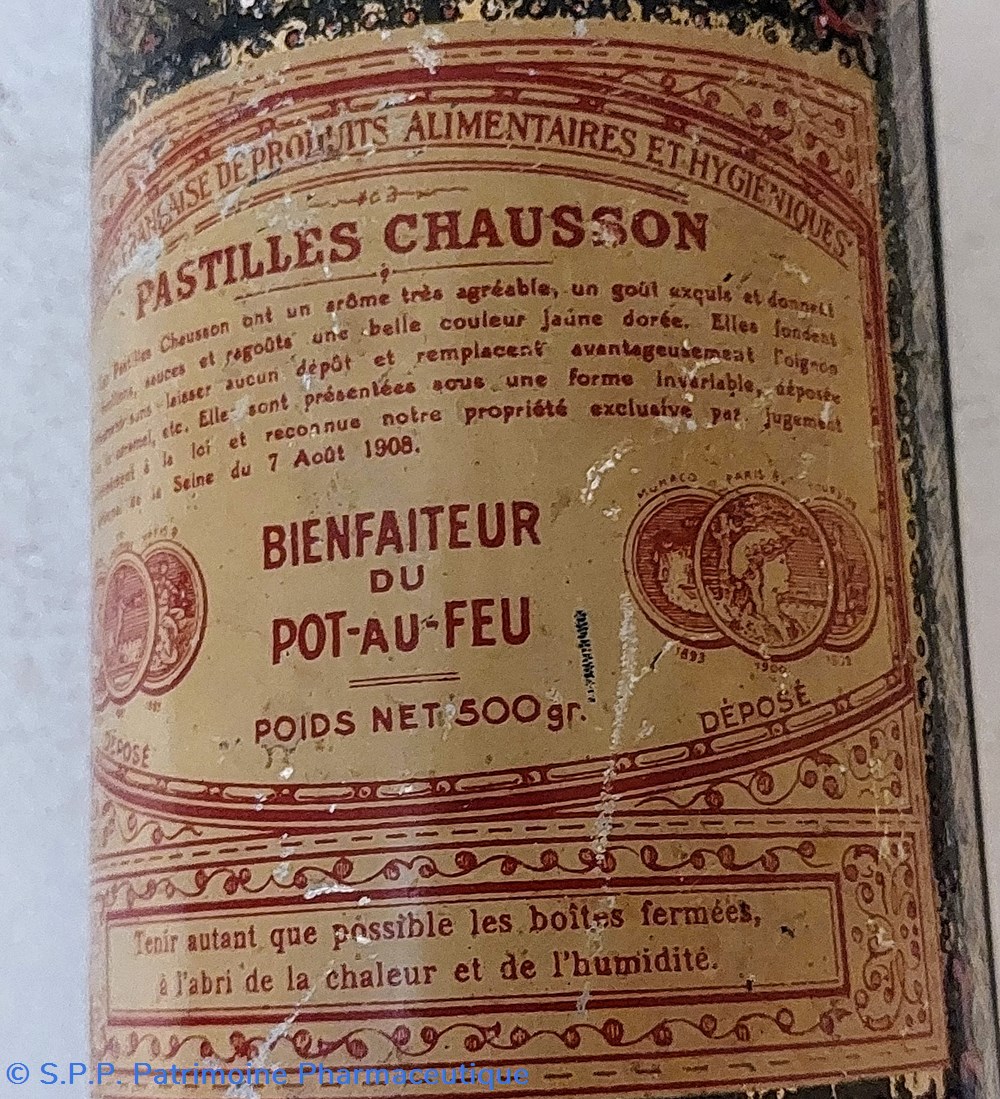 FRANÇAISE DE PRODUITS ALIMENTAIRES ET HYGIÉNIQUES
PASTILLES CHAUSSON
Pastilles Chausson ont un arôme très agréable, un goût exquis et donnent
sauces et ragoûts une belle couleur jaune dorée. Elles fondent
sans laisser aucun dépôt et remplacent avantageusement l'oignon
caramel, etc. Elles sont présentées sous une forme invariable, déposée
à la loi et reconnue notre propriété exclusive par jugement
de la Seine du 7 Août 1908.
BIENFAITEUR
DU
POT-AU-FEU
MONACO PARIS
1893 1900
POIDS NET 500 gr.
DÉPOSÉ
DÉPOSÉ
Tenir autant que possible les boîtes fermées,
à l'abri de la chaleur et de l'humidité.
© S.P.P. Patrimoine Pharmaceutique